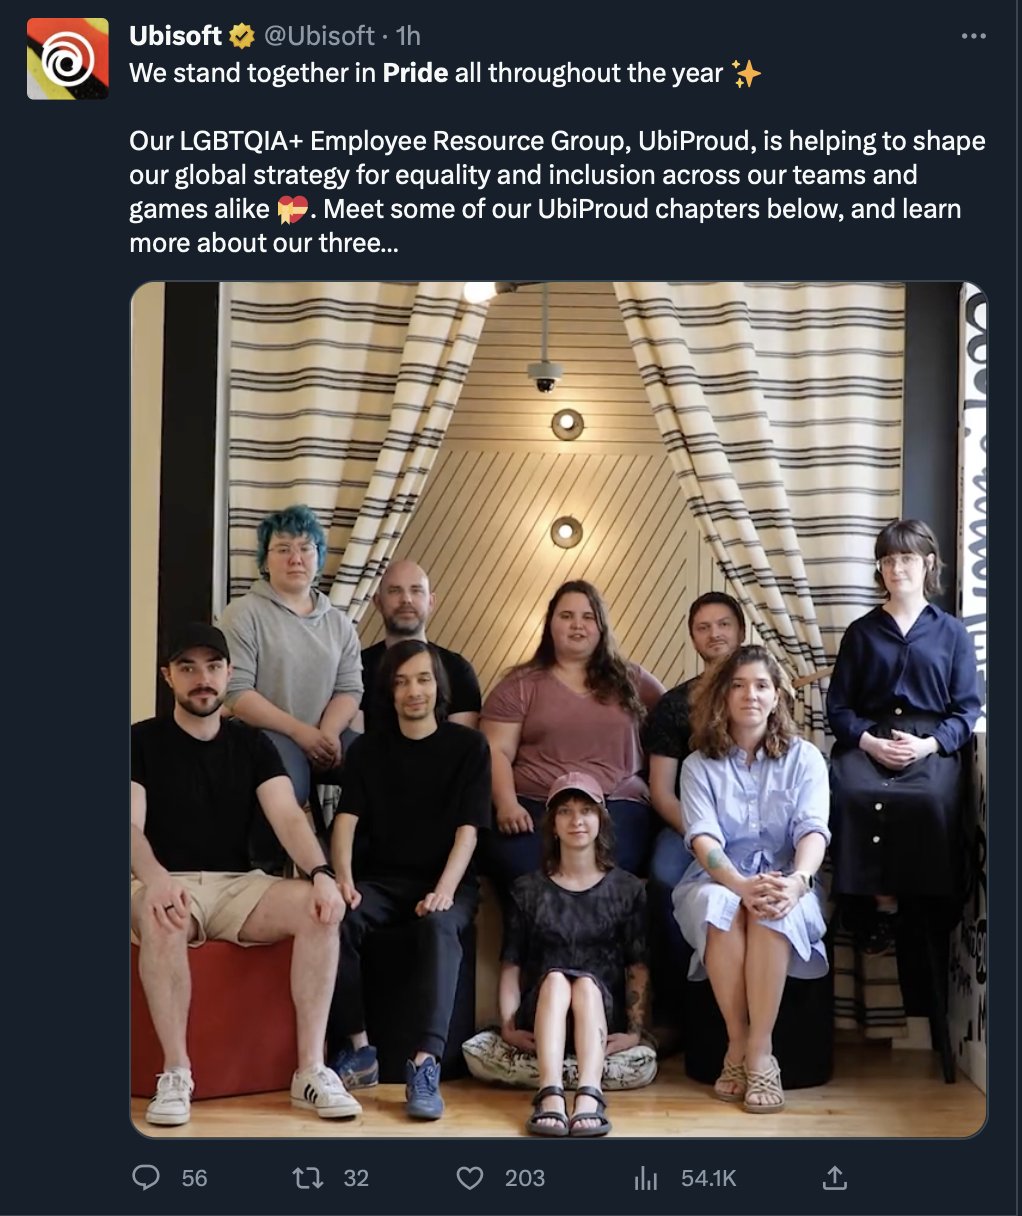 Ubisoft @Ubisoft · 1h
We stand together in Pride all throughout the year ✨
Our LGBTQIA+ Employee Resource Group, UbiProud, is helping to shape
our global strategy for equality and inclusion across our teams and
games alike 💝. Meet some of our UbiProud chapters below, and learn
more about our three...
56 32 203 54.1K